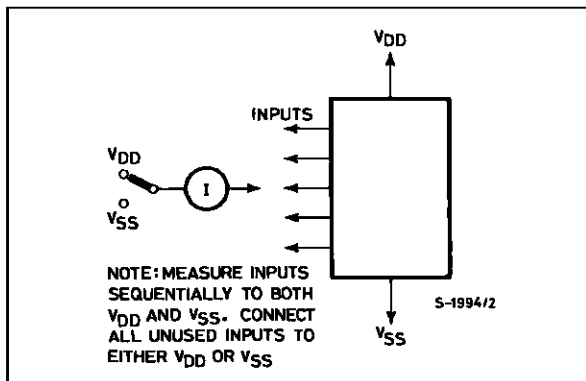 VDD
INPUTS
VDD
I
VSS
NOTE: MEASURE INPUTS
SEQUENTIALLY TO BOTH
VDD AND VSS. CONNECT
ALL UNUSED INPUTS TO
EITHER VDD OR VSS
S-1994/2
VSS